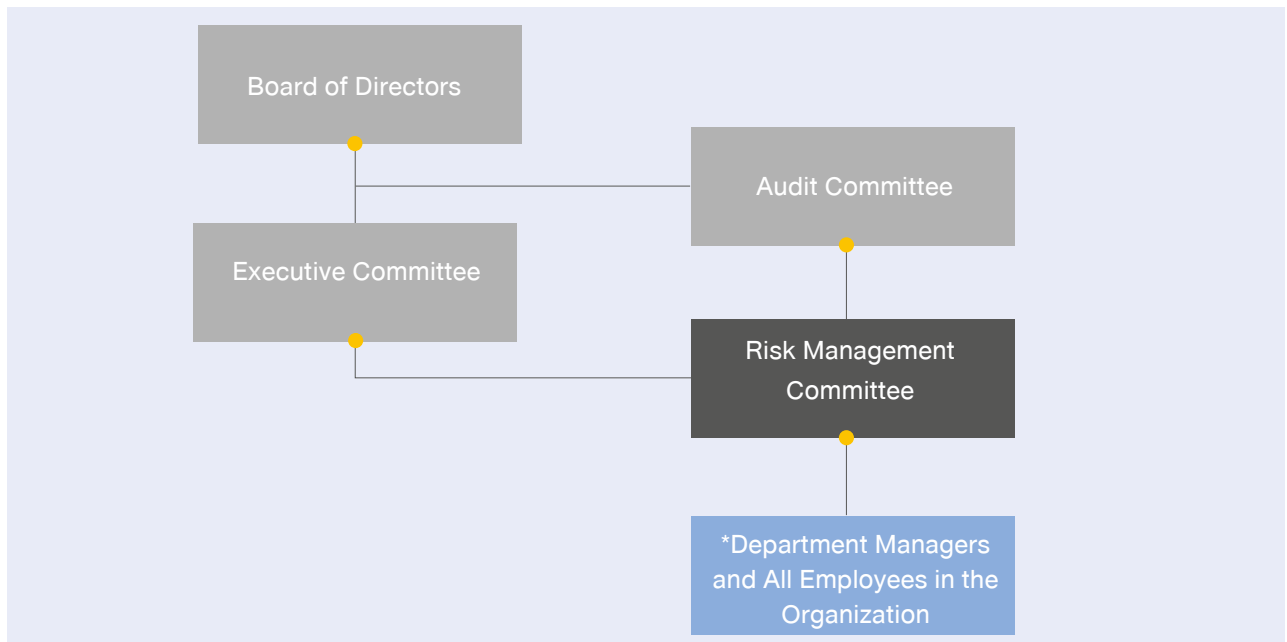 Board of Directors
Audit Committee
Executive Committee
Risk Management
Committee
*Department Managers
and All Employees in the
Organization